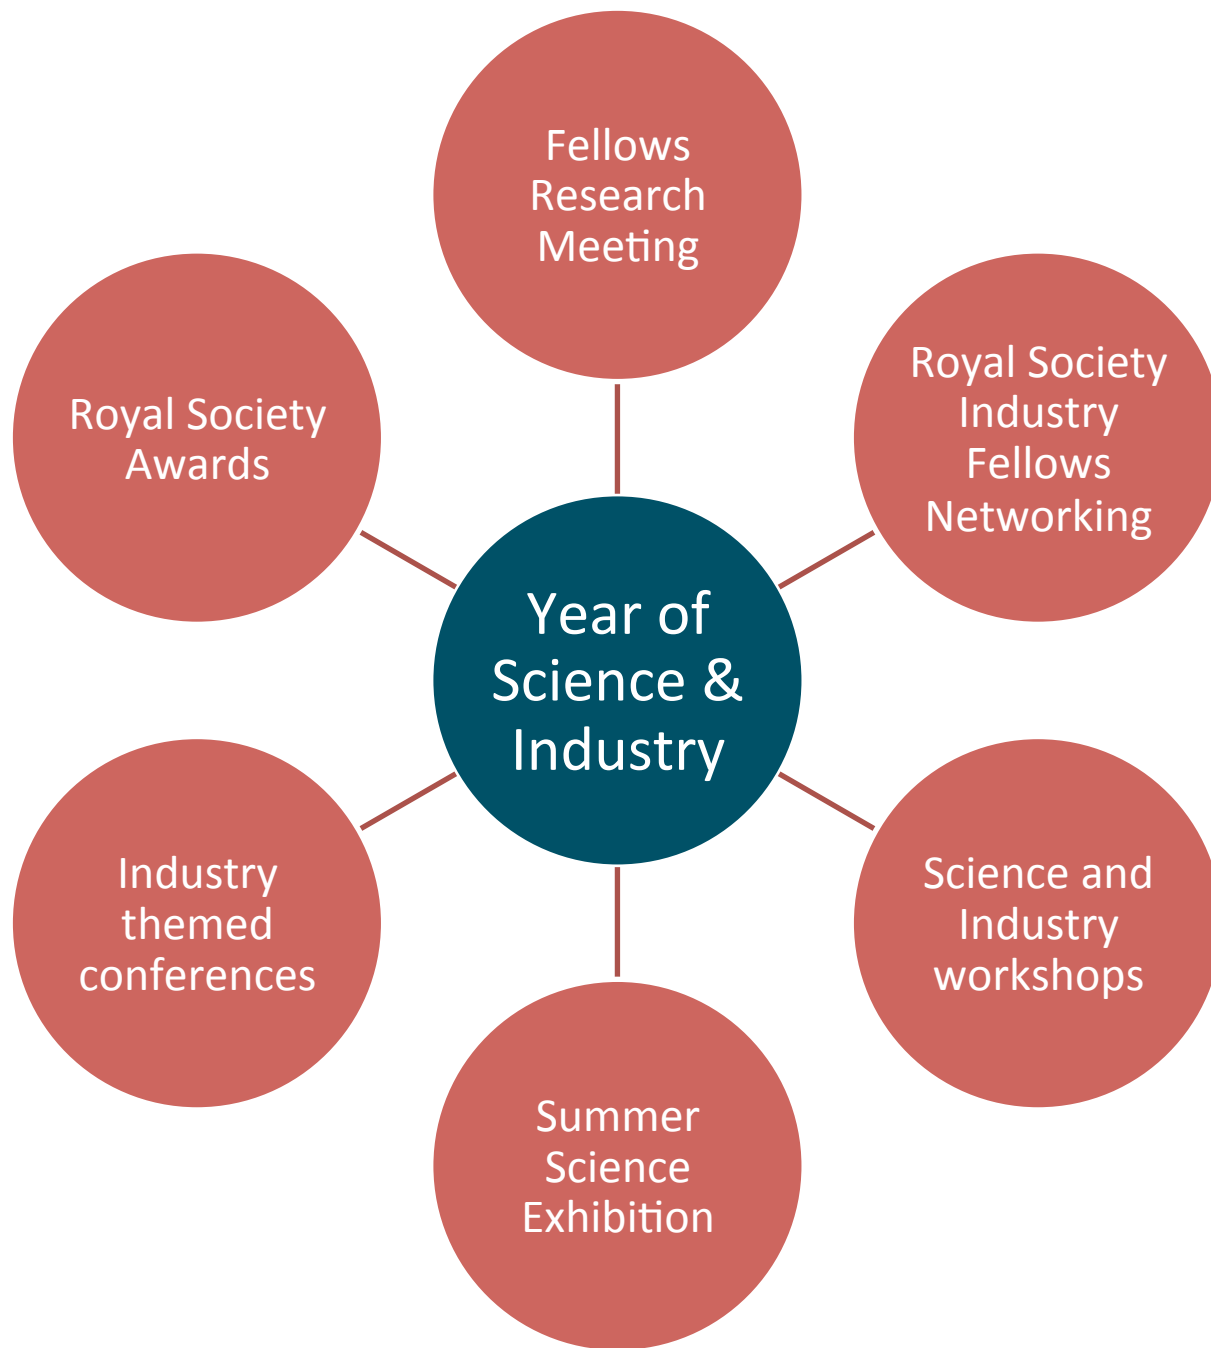 Fellows
Research
Meeting
Royal Society
Industry
Fellows
Networking
Science and
Industry
workshops
Summer
Science
Exhibition
Industry
themed
conferences
Royal Society
Awards
Year of
Science &
Industry